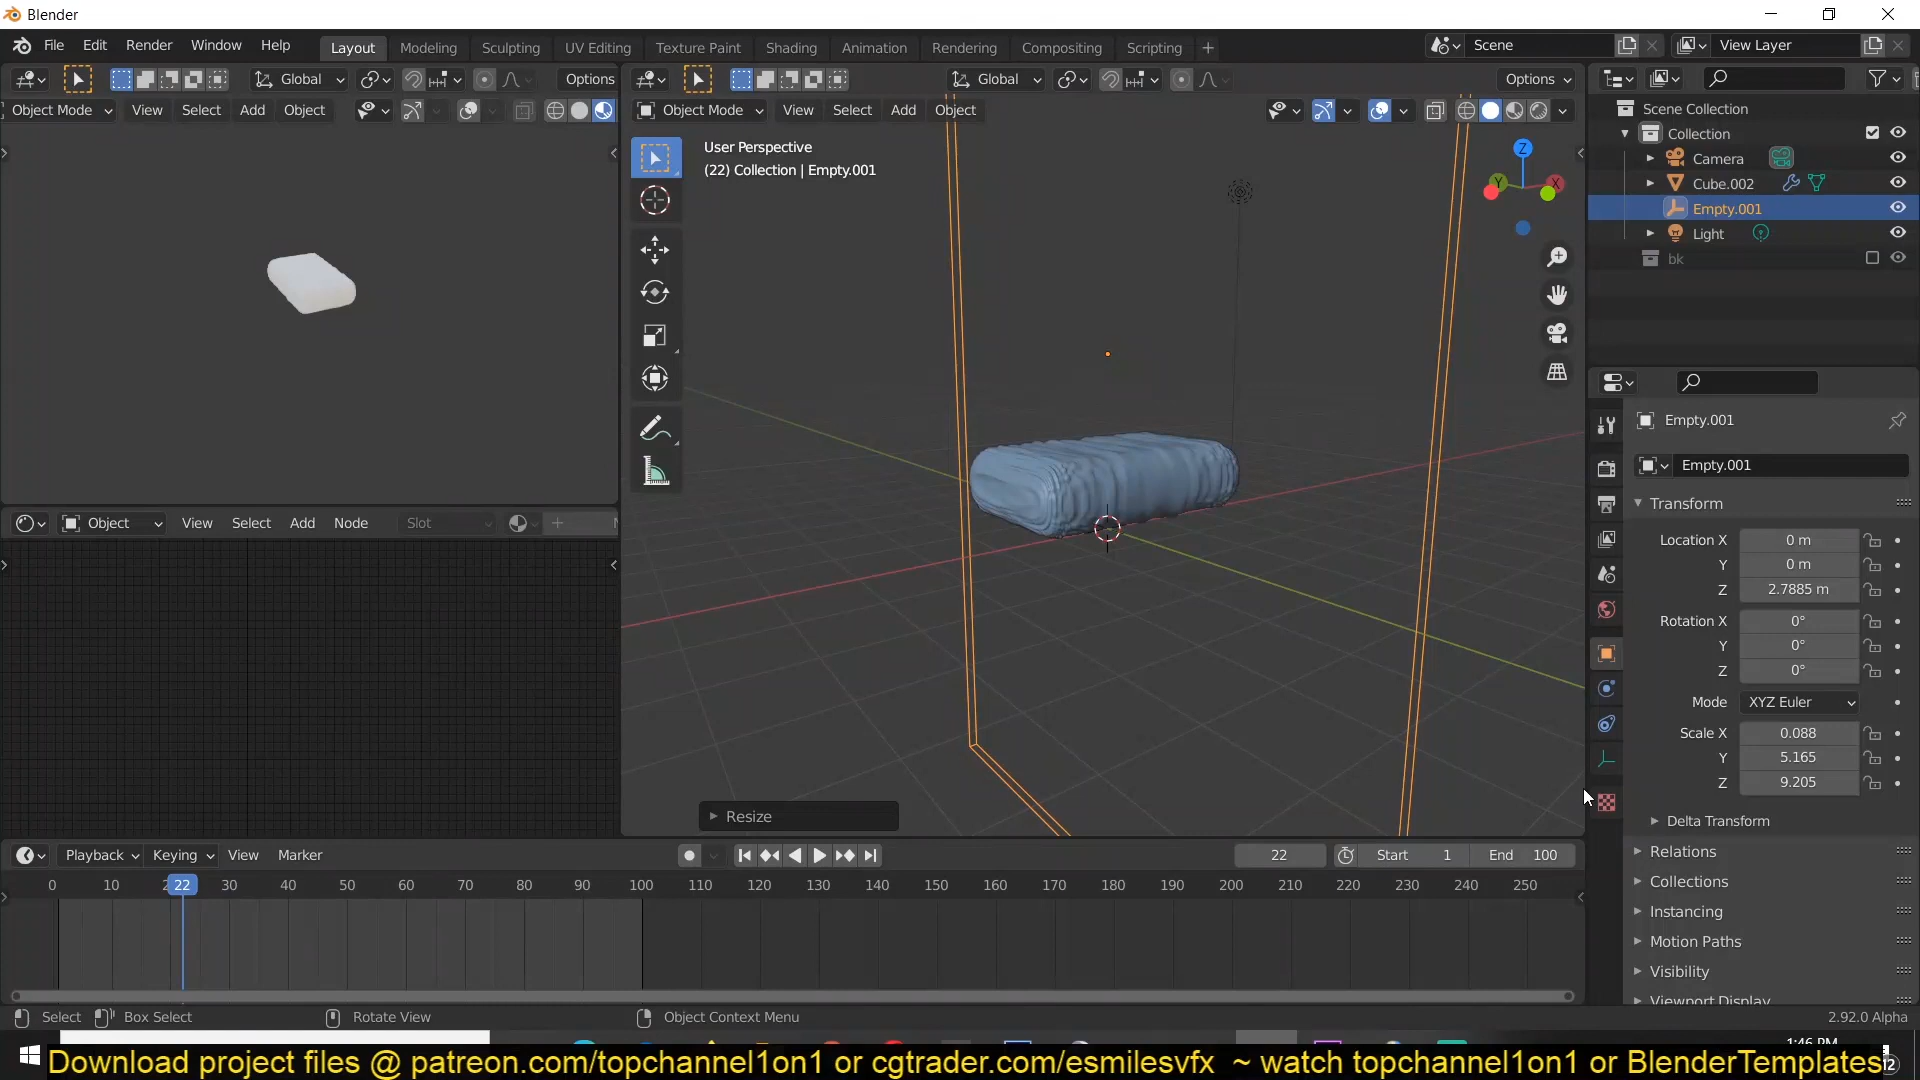 Blender
File Edit Render Window Help Layout Modeling Sculpting UV Editing Texture Paint Shading Animation Rendering Compositing Scripting + Scene View Layer
Global Options Global Options
Object Mode View Select Add Object Object Mode View Select Add Object
User Perspective
(22) Collection | Empty.001
Z Y X
Scene Collection
Collection
Camera
Cube.002
Empty.001
Light
bk
Empty.001
Empty.001
Transform
Location X 0 m
Y 0 m
Z 2.7885 m
Rotation X 0°
Y 0°
Z 0°
Mode XYZ Euler
Scale X 0.088
Y 5.165
Z 9.205
Delta Transform
Relations
Collections
Instancing
Motion Paths
Visibility
Viewport Display
Object View Select Add Node Slot
Resize
Playback Keying View Marker 22 Start 1 End 100
0 10 22 30 40 50 60 70 80 90 100 110 120 130 140 150 160 170 180 190 200 210 220 230 240 250
Select Box Select Rotate View Object Context Menu 2.92.0 Alpha
1:46 PM
Download project files @ patreon.com/topchannel1on1 or cgtrader.com/esmilesvfx ~ watch topchannel1on1 or BlenderTemplates